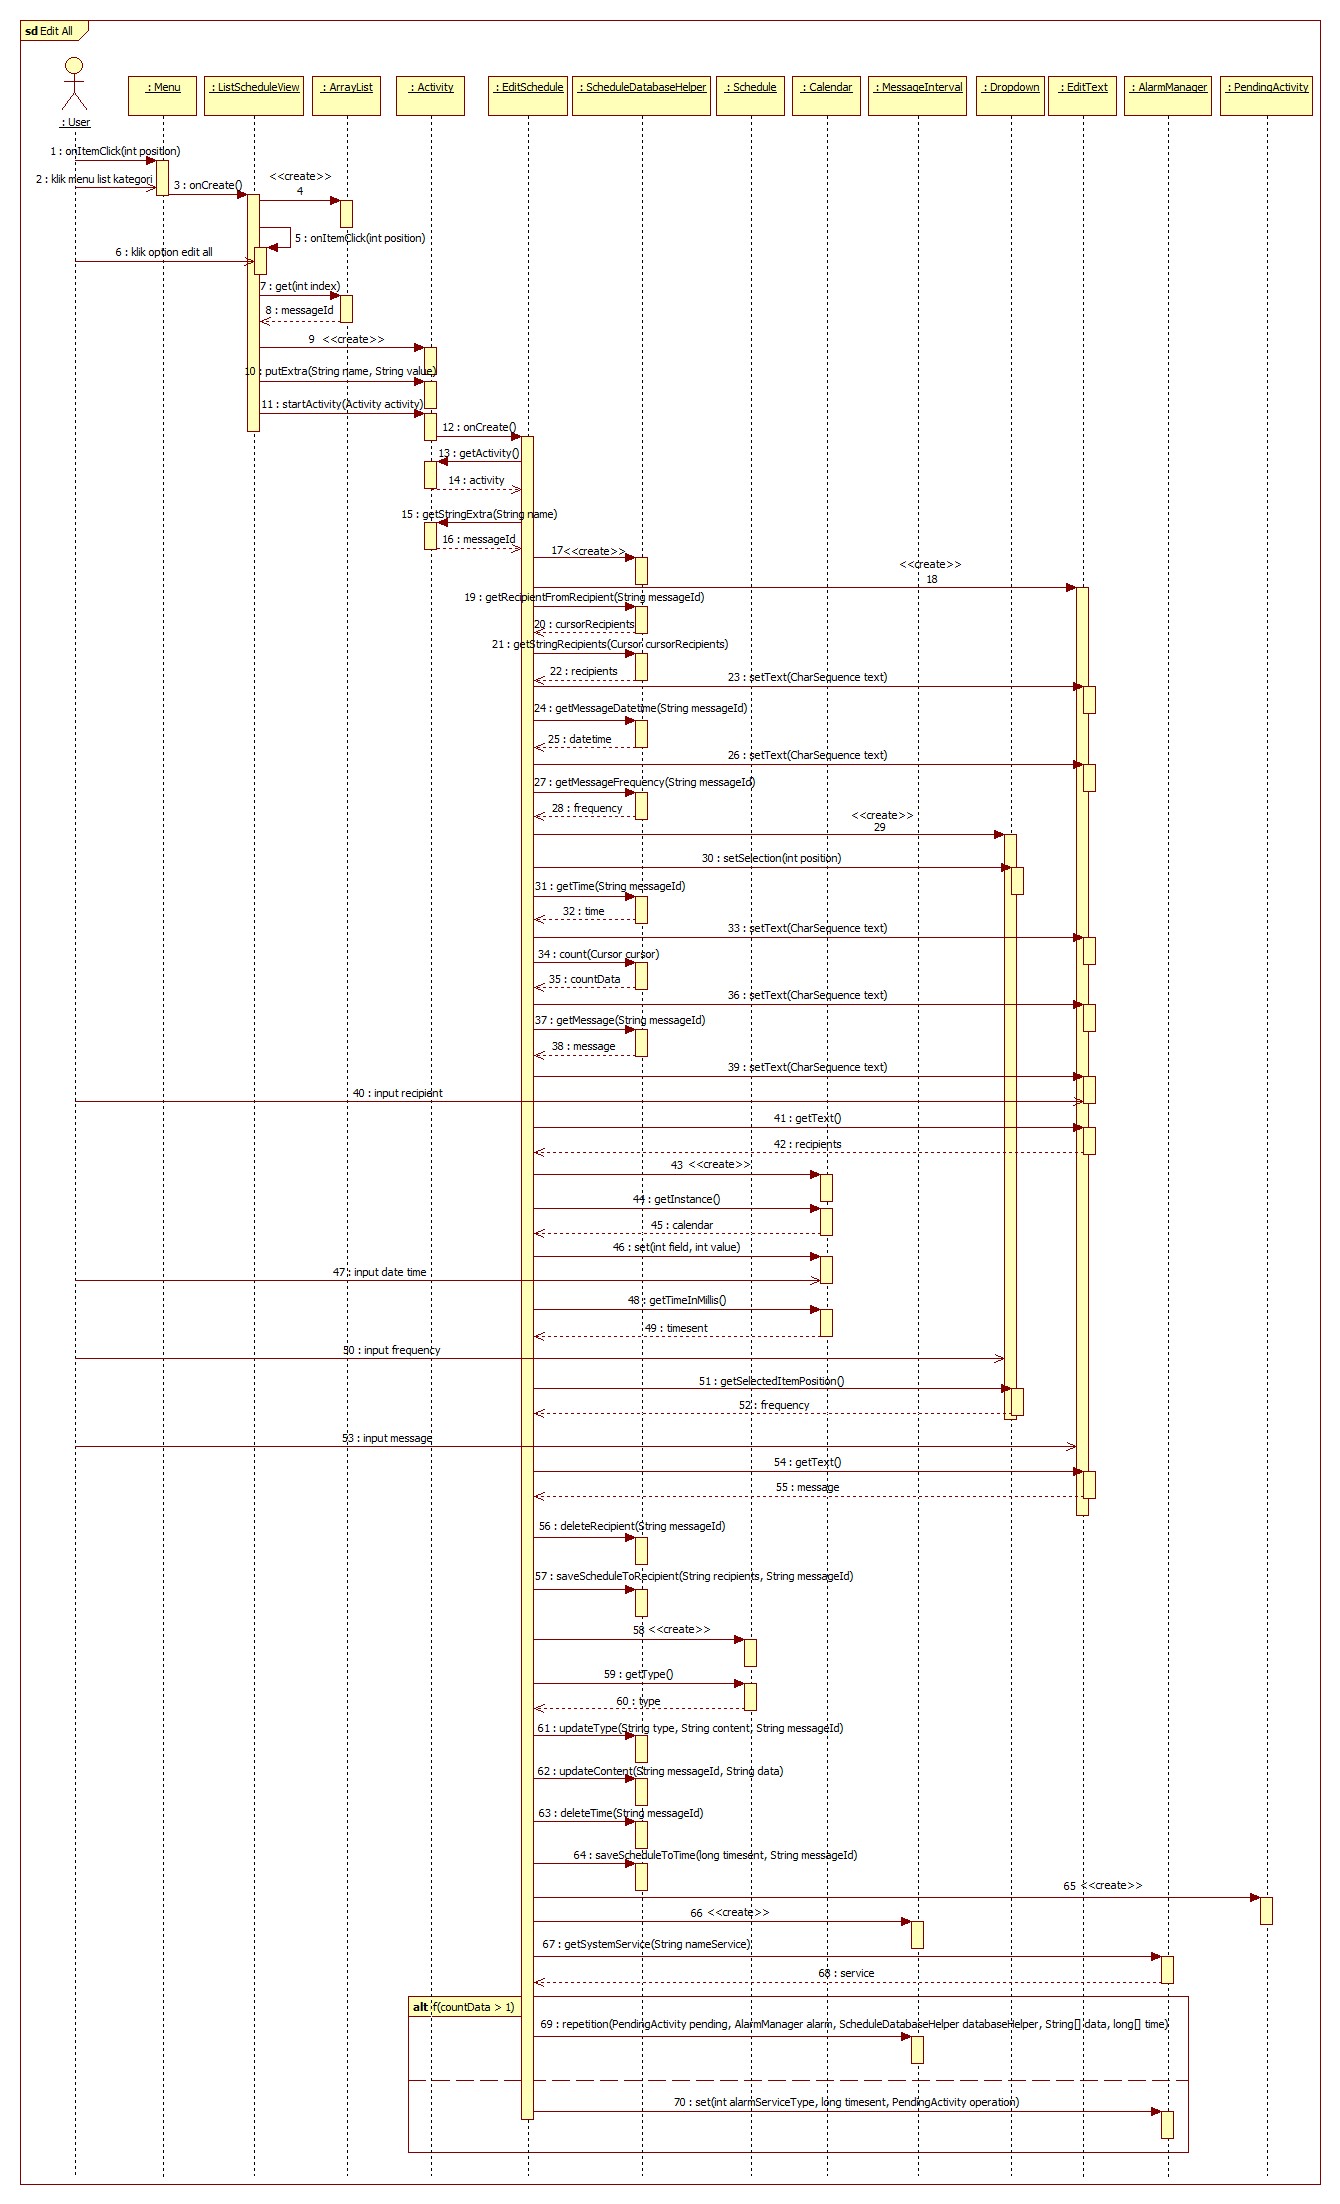 sd Edit All
: User
: Menu
: ListScheduleView
: ArrayList
: Activity
: EditSchedule
: ScheduleDatabaseHelper
: Schedule
: Calendar
: MessageInterval
: Dropdown
: EditText
: AlarmManager
: PendingActivity
1 : onItemClick(int position)
2 : klik menu list kategori
3 : onCreate()
<<create>>
4
5 : onItemClick(int position)
6 : klik option edit all
7 : get(int index)
8 : messageId
9 <<create>>
10 : putExtra(String name, String value)
11 : startActivity(Activity activity)
12 : onCreate()
13 : getActivity()
14 : activity
15 : getStringExtra(String name)
16 : messageId
17 <<create>>
<<create>>
18
19 : getRecipientFromRecipient(String messageId)
20 : cursorRecipients
21 : getStringRecipients(Cursor cursorRecipients)
22 : recipients
23 : setText(CharSequence text)
24 : getMessageDatetime(String messageId)
25 : datetime
26 : setText(CharSequence text)
27 : getMessageFrequency(String messageId)
28 : frequency
<<create>>
29
30 : setSelection(int position)
31 : getTime(String messageId)
32 : time
33 : setText(CharSequence text)
34 : count(Cursor cursor)
35 : countData
36 : setText(CharSequence text)
37 : getMessage(String messageId)
38 : message
39 : setText(CharSequence text)
40 : input recipient
41 : getText()
42 : recipients
43 <<create>>
44 : getInstance()
45 : calendar
46 : set(int field, int value)
47 : input date time
48 : getTimeInMillis()
49 : timesent
50 : input frequency
51 : getSelectedItemPosition()
52 : frequency
53 : input message
54 : getText()
55 : message
56 : deleteRecipient(String messageId)
57 : saveScheduleToRecipient(String recipients, String messageId)
58 <<create>>
59 : getType()
60 : type
61 : updateType(String type, String content, String messageId)
62 : updateContent(String messageId, String data)
63 : deleteTime(String messageId)
64 : saveScheduleToTime(long timesent, String messageId)
65 <<create>>
66 <<create>>
67 : getSystemService(String nameService)
68 : service
alt if(countData > 1)
69 : repetition(PendingActivity pending, AlarmManager alarm, ScheduleDatabaseHelper databaseHelper, String[] data, long[] time)
70 : set(int alarmServiceType, long timesent, PendingActivity operation)